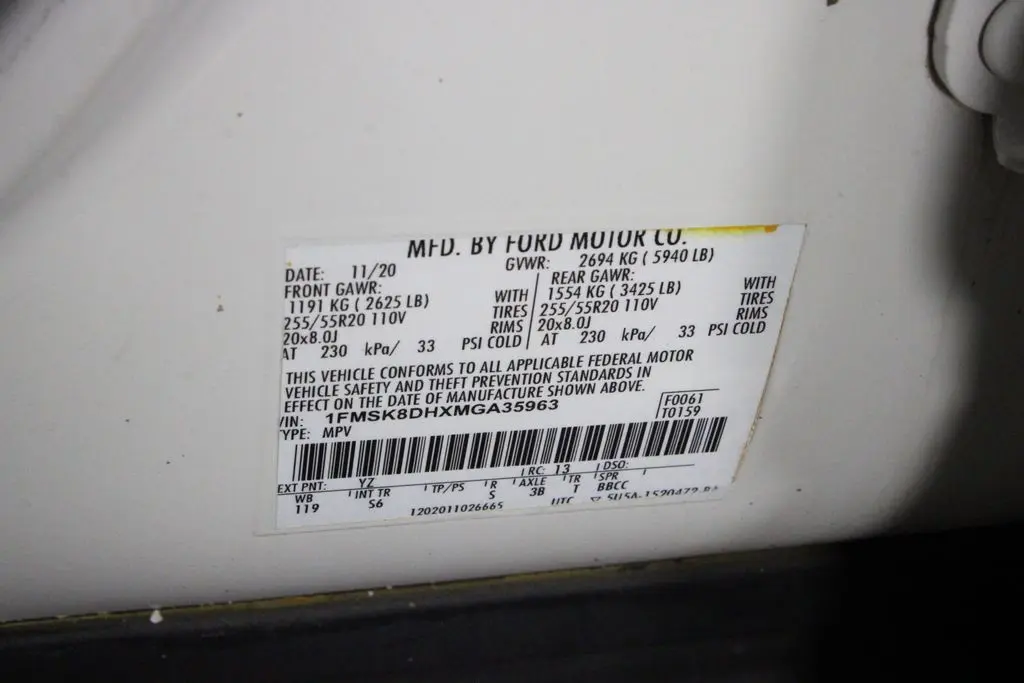 MFD. BY FORD MOTOR CO.
DATE: 11/20 GVWR: 2694 KG ( 5940 LB)
FRONT GAWR: REAR GAWR:
1191 KG ( 2625 LB) WITH 1554 KG ( 3425 LB) WITH
255/55R20 110V TIRES 255/55R20 110V TIRES
20x8.0J RIMS 20x8.0J RIMS
AT 230 kPa/ 33 PSI COLD AT 230 kPa/ 33 PSI COLD
THIS VEHICLE CONFORMS TO ALL APPLICABLE FEDERAL MOTOR
VEHICLE SAFETY AND THEFT PREVENTION STANDARDS IN
EFFECT ON THE DATE OF MANUFACTURE SHOWN ABOVE.
VIN: 1FMSK8DHXMGA35963 F0061
TYPE: MPV T0159
EXT PNT: YZ RC: 13 DSO:
WB INT TR TP/PS R AXLE TR SPR
119 S6 S 3B T BBCC
1202011026665 UTC